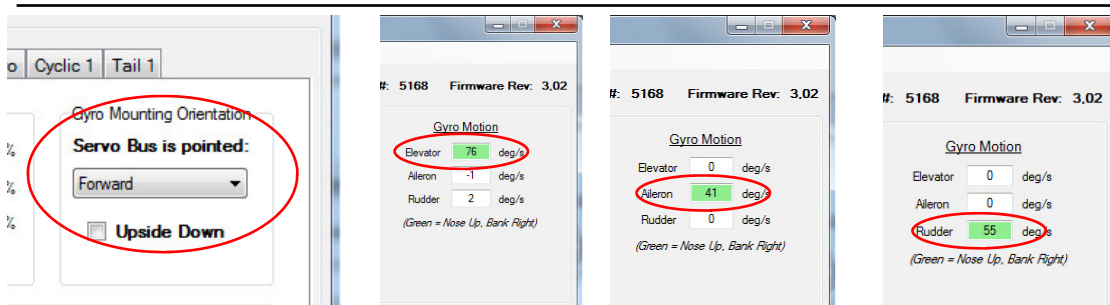 o Cyclic 1 Tail 1
Gyro Mounting Orientation
Servo Bus is pointed:
Forward
Upside Down
%
%
%
#: 5168 Firmware Rev: 3,02
Gyro Motion
Elevator 76 deg/s
Aileron -1 deg/s
Rudder 2 deg/s
(Green = Nose Up, Bank Right)
#: 5168 Firmware Rev: 3,02
Gyro Motion
Elevator 0 deg/s
Aileron 41 deg/s
Rudder 0 deg/s
(Green = Nose Up, Bank Right)
#: 5168 Firmware Rev: 3,02
Gyro Motion
Elevator 0 deg/s
Aileron 0 deg/s
Rudder 55 deg/s
(Green = Nose Up, Bank Right)